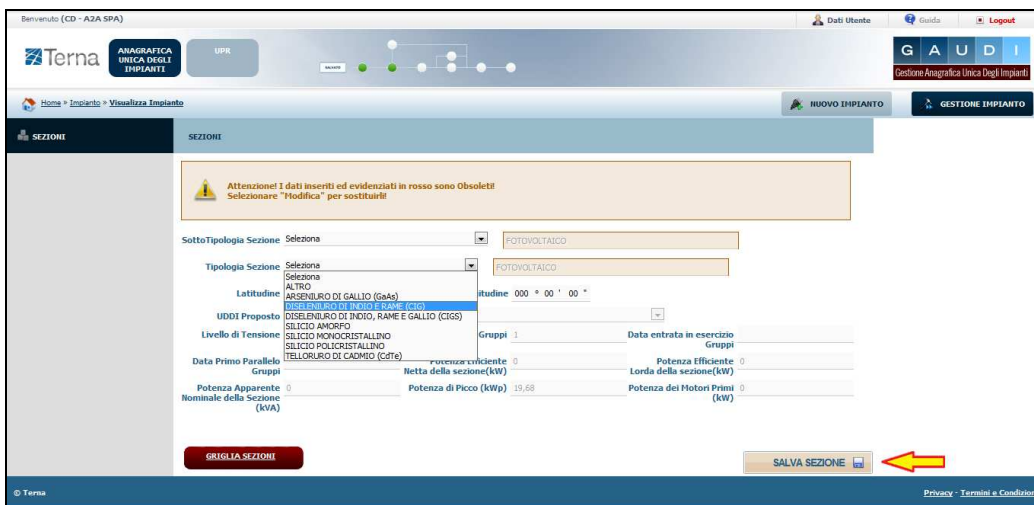 Benvenuto (CD - A2A SPA)
Dati Utente
Guida
Logout
Terna
ANAGRAFICA
UNICA DEGLI
IMPIANTI
UPR
G A U D I
Gestione Anagrafica Unica Degli Impianti
Home » Impianto » Visualizza Impianto
NUOVO IMPIANTO
GESTIONE IMPIANTO
SEZIONI
SEZIONI
Attenzione! I dati inseriti ed evidenziati in rosso sono Obsoleti!
Selezionare "Modifica" per sostituirli!
SottoTipologia Sezione Seleziona FOTOVOLTAICO
Tipologia Sezione Seleziona FOTOVOLTAICO
Seleziona
ALTRO
Latitudine ARSENIURO DI GALLIO (GaAs) itudine 000 ° 00 ' 00 "
DISELENIURO DI INDIO E RAME (CIG)
UDDI Proposto DISELENIURO DI INDIO, RAME E GALLIO (CIGS)
SILICIO AMORFO
Livello di Tensione SILICIO MONOCRISTALLINO Gruppi 1 Data entrata in esercizio
Gruppi
SILICIO POLICRISTALLINO
TELLORURO DI CADMIO (CdTe)
Data Primo Parallelo
Gruppi
Potenza Efficiente
Netta della sezione(kW) 0
Potenza Efficiente
Lorda della sezione(kW) 0
Potenza Apparente
Nominale della Sezione
(kVA) 0
Potenza di Picco (kWp) 19,68
Potenza dei Motori Primi
(kW) 0
GRIGLIA SEZIONI
SALVA SEZIONE
© Terna
Privacy - Termini e Condizion